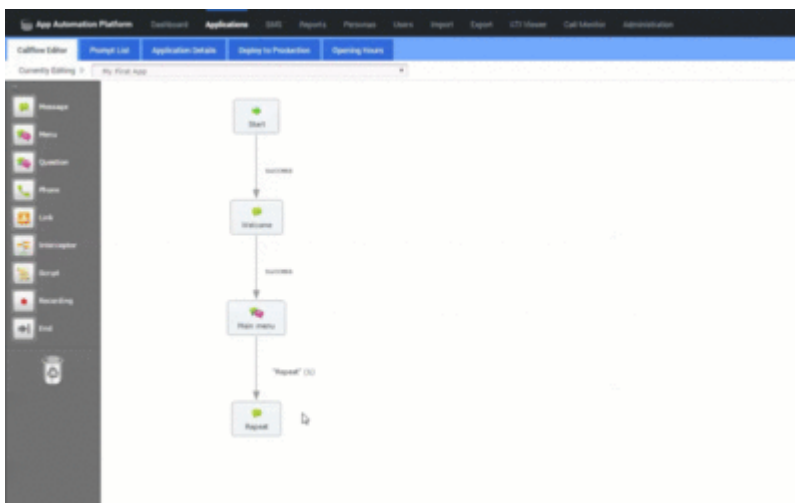 App Automation Platform Dashboard Applications SMS Reports Personas Users Import Export CTI Viewer Call Monitor Administration
Callflow Editor Prompt List Application Details Deploy to Production Opening Hours
Currently Editing My First App
Message
Menu
Question
Phone
Link
Interceptor
Script
Recording
End
Start
success
Welcome
success
Main menu
"Repeat"
Repeat